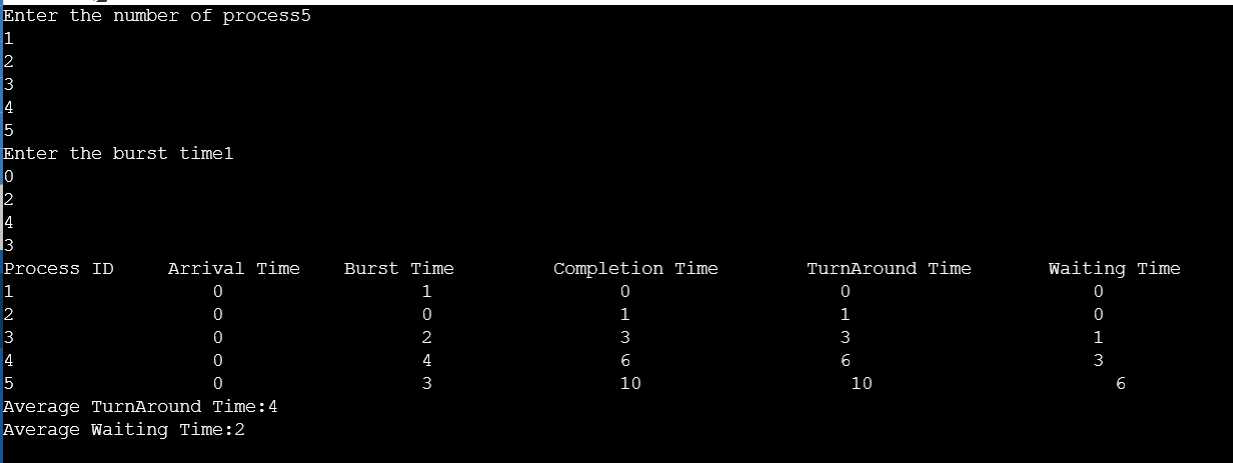 Enter the number of process5
1
2
3
4
5
Enter the burst time1
0
2
4
3
Process ID Arrival Time Burst Time Completion Time TurnAround Time Waiting Time
1 0 1 0 0 0
2 0 0 1 1 0
3 0 2 3 3 1
4 0 4 6 6 3
5 0 3 10 10 6
Average TurnAround Time:4
Average Waiting Time:2